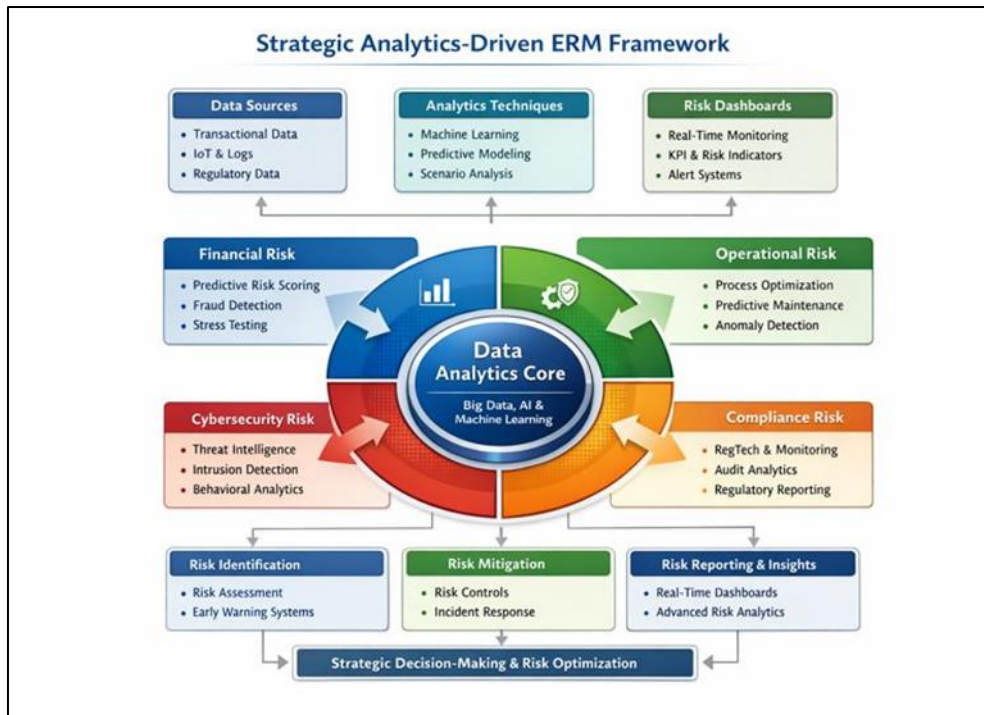 Strategic Analytics-Driven ERM Framework
Data Sources
• Transactional Data
• IoT & Logs
• Regulatory Data
Analytics Techniques
• Machine Learning
• Predictive Modeling
• Scenario Analysis
Risk Dashboards
• Real-Time Monitoring
• KPI & Risk Indicators
• Alert Systems
Financial Risk
• Predictive Risk Scoring
• Fraud Detection
• Stress Testing
Operational Risk
• Process Optimization
• Predictive Maintenance
• Anomaly Detection
Data
Analytics Core
Big Data, AI &
Machine Learning
Cybersecurity Risk
• Threat Intelligence
• Intrusion Detection
• Behavioral Analytics
Compliance Risk
• RegTech & Monitoring
• Audit Analytics
• Regulatory Reporting
Risk Identification
• Risk Assessment
• Early Warning Systems
Risk Mitigation
• Risk Controls
• Incident Response
Risk Reporting & Insights
• Real-Time Dashboards
• Advanced Risk Analytics
Strategic Decision-Making & Risk Optimization